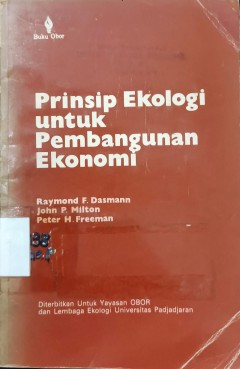 Buku Obor
Prinsip Ekologi
untuk
Pembangunan
Ekonomi
Raymond F. Dasmann
John P. Milton
Peter H. Freeman
Diterbitkan Untuk Yayasan OBOR
dan Lembaga Ekologi Universitas Padjadjaran